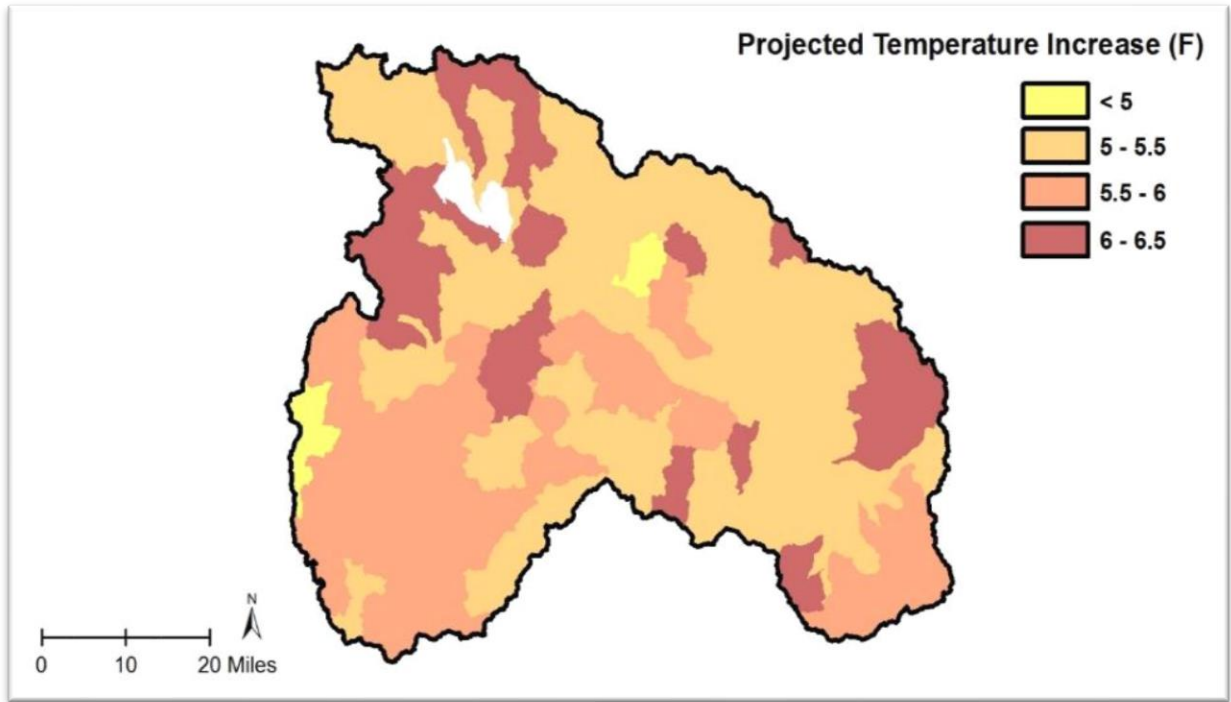 Projected Temperature Increase (F)
< 5
5 - 5.5
5.5 - 6
6 - 6.5
N
0 10 20 Miles